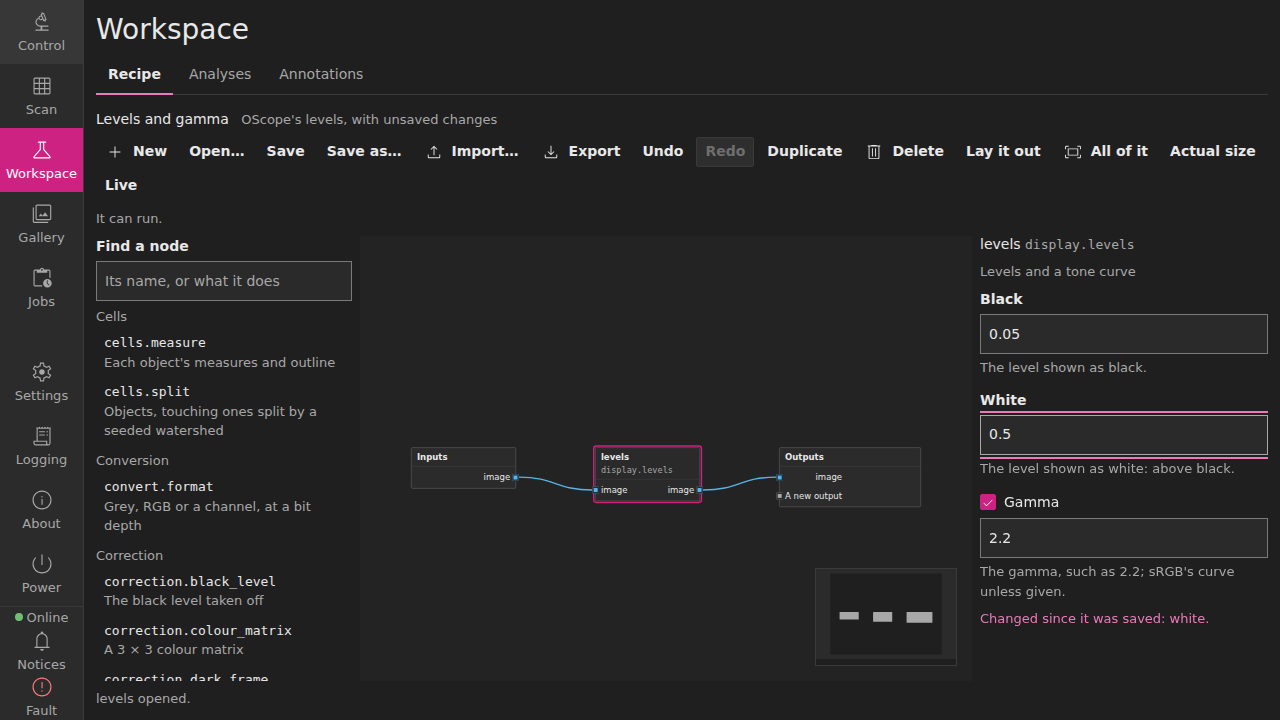 Control
Scan
Workspace
Gallery
Jobs
Settings
Logging
About
Power
Online
Notices
Fault
Workspace
Recipe
Analyses
Annotations
Levels and gamma OScope's levels, with unsaved changes
New
Open…
Save
Save as…
Import…
Export
Undo
Redo
Duplicate
Delete
Lay it out
All of it
Actual size
Live
It can run.
Find a node
Its name, or what it does
Cells
cells.measure
Each object's measures and outline
cells.split
Objects, touching ones split by a
seeded watershed
Conversion
convert.format
Grey, RGB or a channel, at a bit
depth
Correction
correction.black_level
The black level taken off
correction.colour_matrix
A 3 × 3 colour matrix
correction.dark_frame
levels opened.
Inputs
image
levels
display.levels
image image
Outputs
image
A new output
levels display.levels
Levels and a tone curve
Black
0.05
The level shown as black.
White
0.5
The level shown as white: above black.
Gamma
2.2
The gamma, such as 2.2; sRGB's curve
unless given.
Changed since it was saved: white.